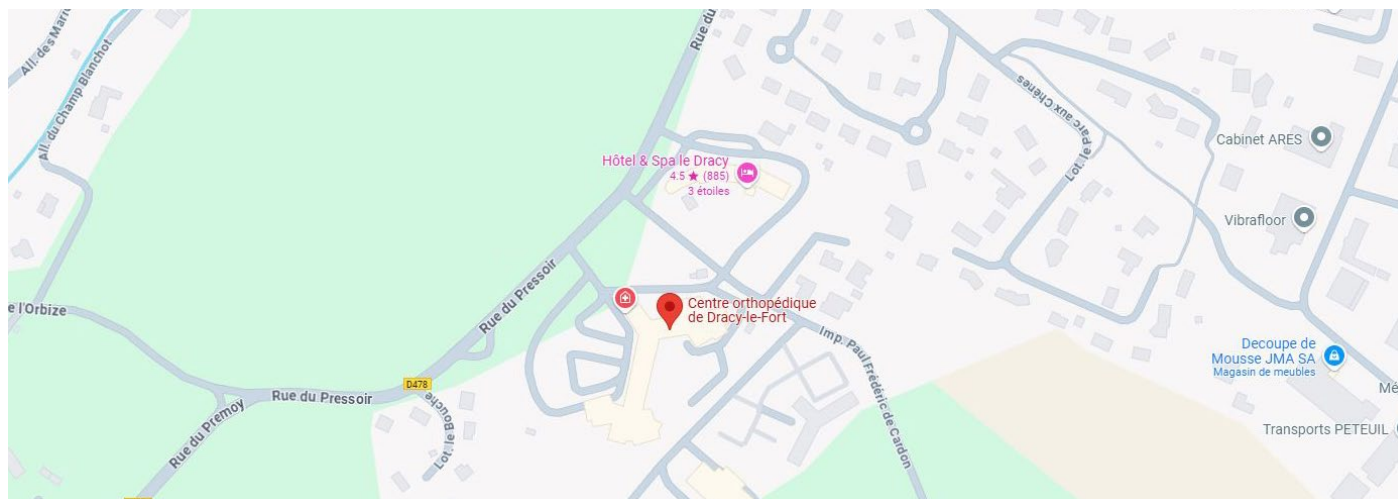 All. des Mari
All. du Champ Blanchot
Rue du
Lot. le Parc aux Chênes
Cabinet ARES
Hôtel & Spa le Dracy
4.5 ★ (885)
3 étoiles
Vibrafloor
Rue du Pressoir
e l'Orbize
Centre orthopédique
de Dracy-le-Fort
Imp. Paul Frédéric de Cardon
Decoupe de
Mousse JMA SA
Magasin de meubles
D478
Rue du Pressoir
Lot. le Bouche
Mé
Rue du Premoy
Transports PETEUIL